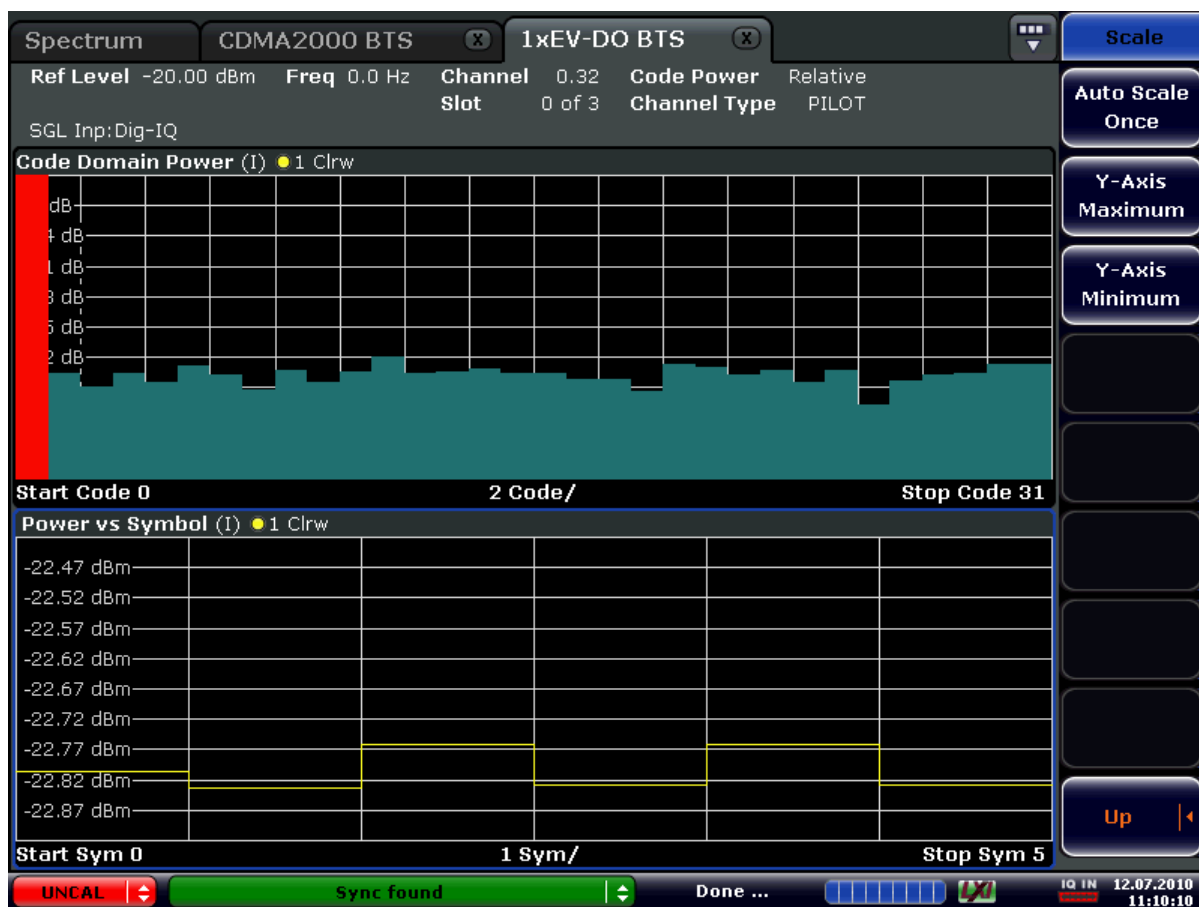 Spectrum CDMA2000 BTS X 1xEV-DO BTS X
Scale
Ref Level -20.00 dBm Freq 0.0 Hz Channel 0.32 Code Power Relative
Slot 0 of 3 Channel Type PILOT
SGL Inp:Dig-IQ
Auto Scale
Once
Code Domain Power (I) 1 Clrw
dB
dB
dB
dB
dB
dB
Y-Axis
Maximum
Y-Axis
Minimum
Start Code 0 2 Code/ Stop Code 31
Power vs Symbol (I) 1 Clrw
-22.47 dBm
-22.52 dBm
-22.57 dBm
-22.62 dBm
-22.67 dBm
-22.72 dBm
-22.77 dBm
-22.82 dBm
-22.87 dBm
Up
Start Sym 0 1 Sym/ Stop Sym 5
UNCAL Sync found Done ... LXI IQ IN 12.07.2010
11:10:10